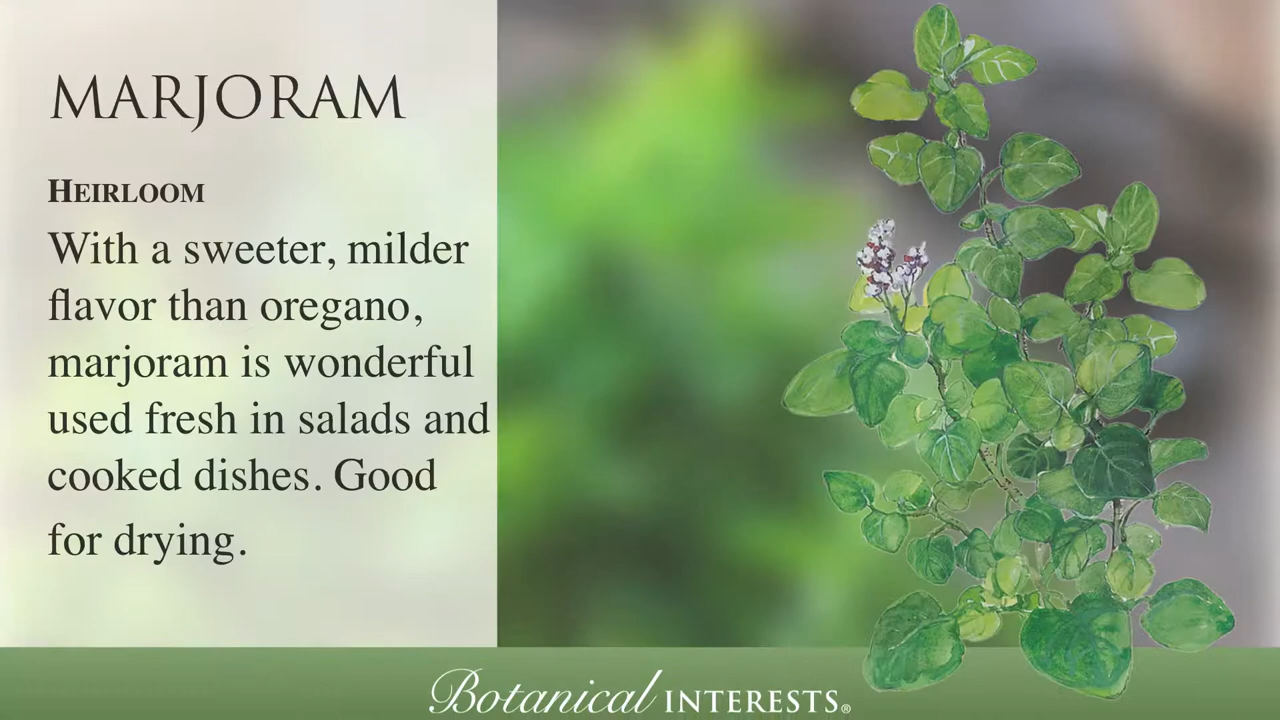 MARJORAM
HEIRLOOM
With a sweeter, milder
flavor than oregano,
marjoram is wonderful
used fresh in salads and
cooked dishes. Good
for drying.
Botanical INTERESTS®